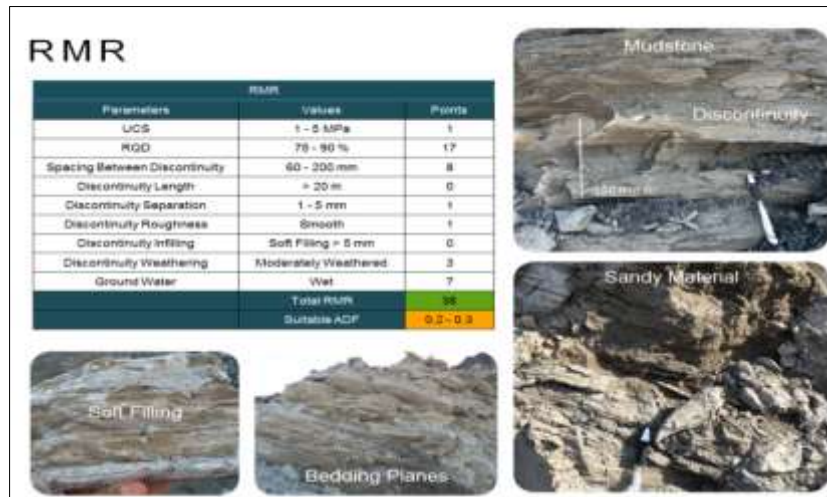 RMR
RMR
Parameters Values Points
UCS 1 - 5 MPa 1
RQD 17
Spacing Between Discontinuity 60 - 200 mm 8
Discontinuity Length > 20 m 0
Discontinuity Separation 1 - 5 mm 1
Discontinuity Roughness Smooth 1
Discontinuity Infilling Soft Filling > 5 mm 0
Discontinuity Weathering Moderately Weathered 3
Ground Water Wet 7
Total RMR 38
Suitable ADF 0.2 - 0.3
Mudstone
Discontinuity
Sandy Material
Soft Filling
Bedding Planes